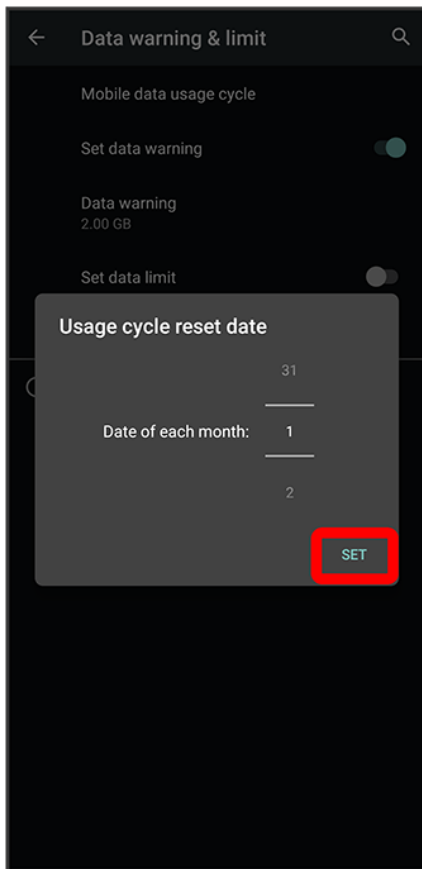 Data warning & limit
Mobile data usage cycle
Set data warning
Data warning
2.00 GB
Set data limit
Usage cycle reset date
31
Date of each month: 1
2
SET